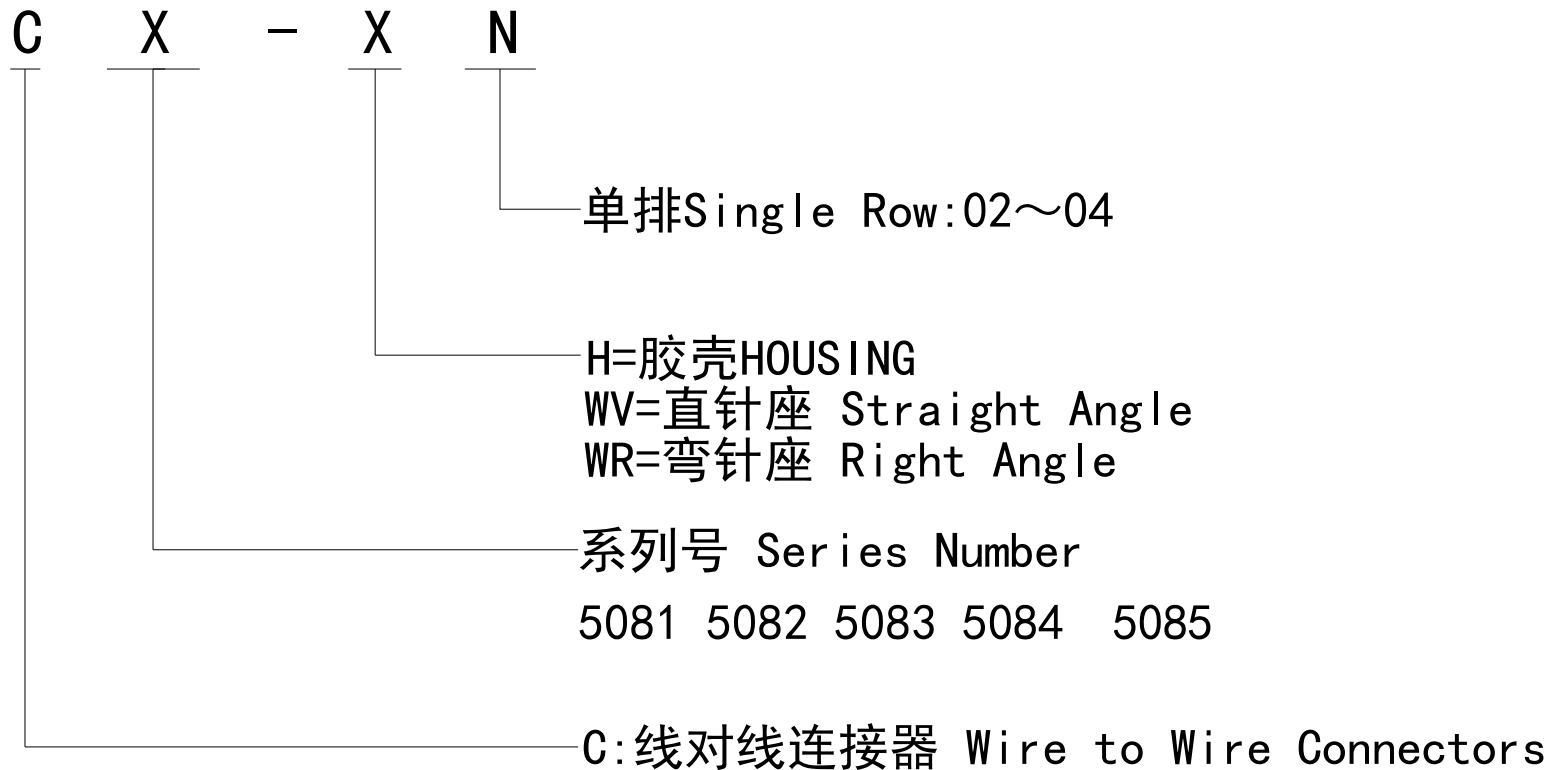 C X - X N
单排Single Row:02～04
H=胶壳HOUSING
WV=直针座 Straight Angle
WR=弯针座 Right Angle
系列号 Series Number
5081 5082 5083 5084 5085
C:线对线连接器 Wire to Wire Connectors